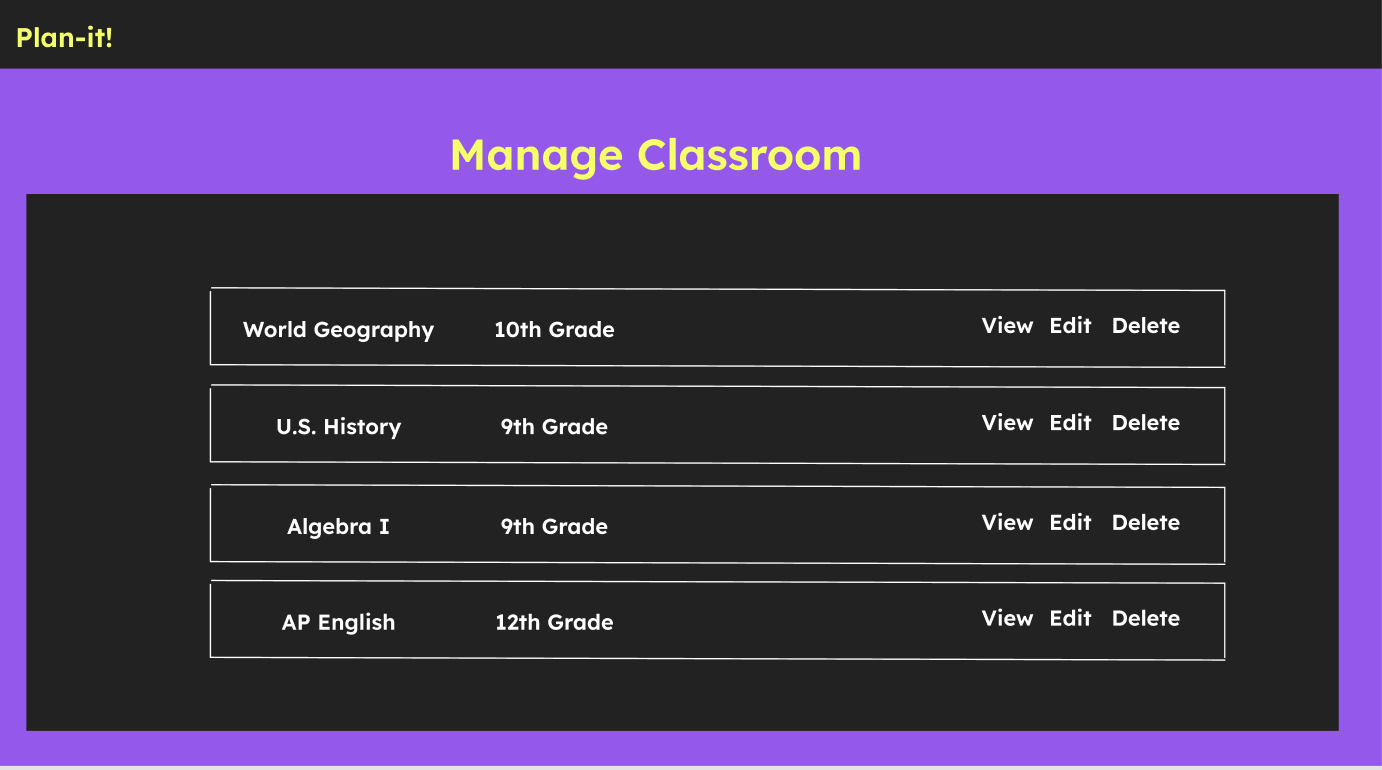 Plan-it!
Manage Classroom
World Geography 10th Grade View Edit Delete
U.S. History 9th Grade View Edit Delete
Algebra I 9th Grade View Edit Delete
AP English 12th Grade View Edit Delete